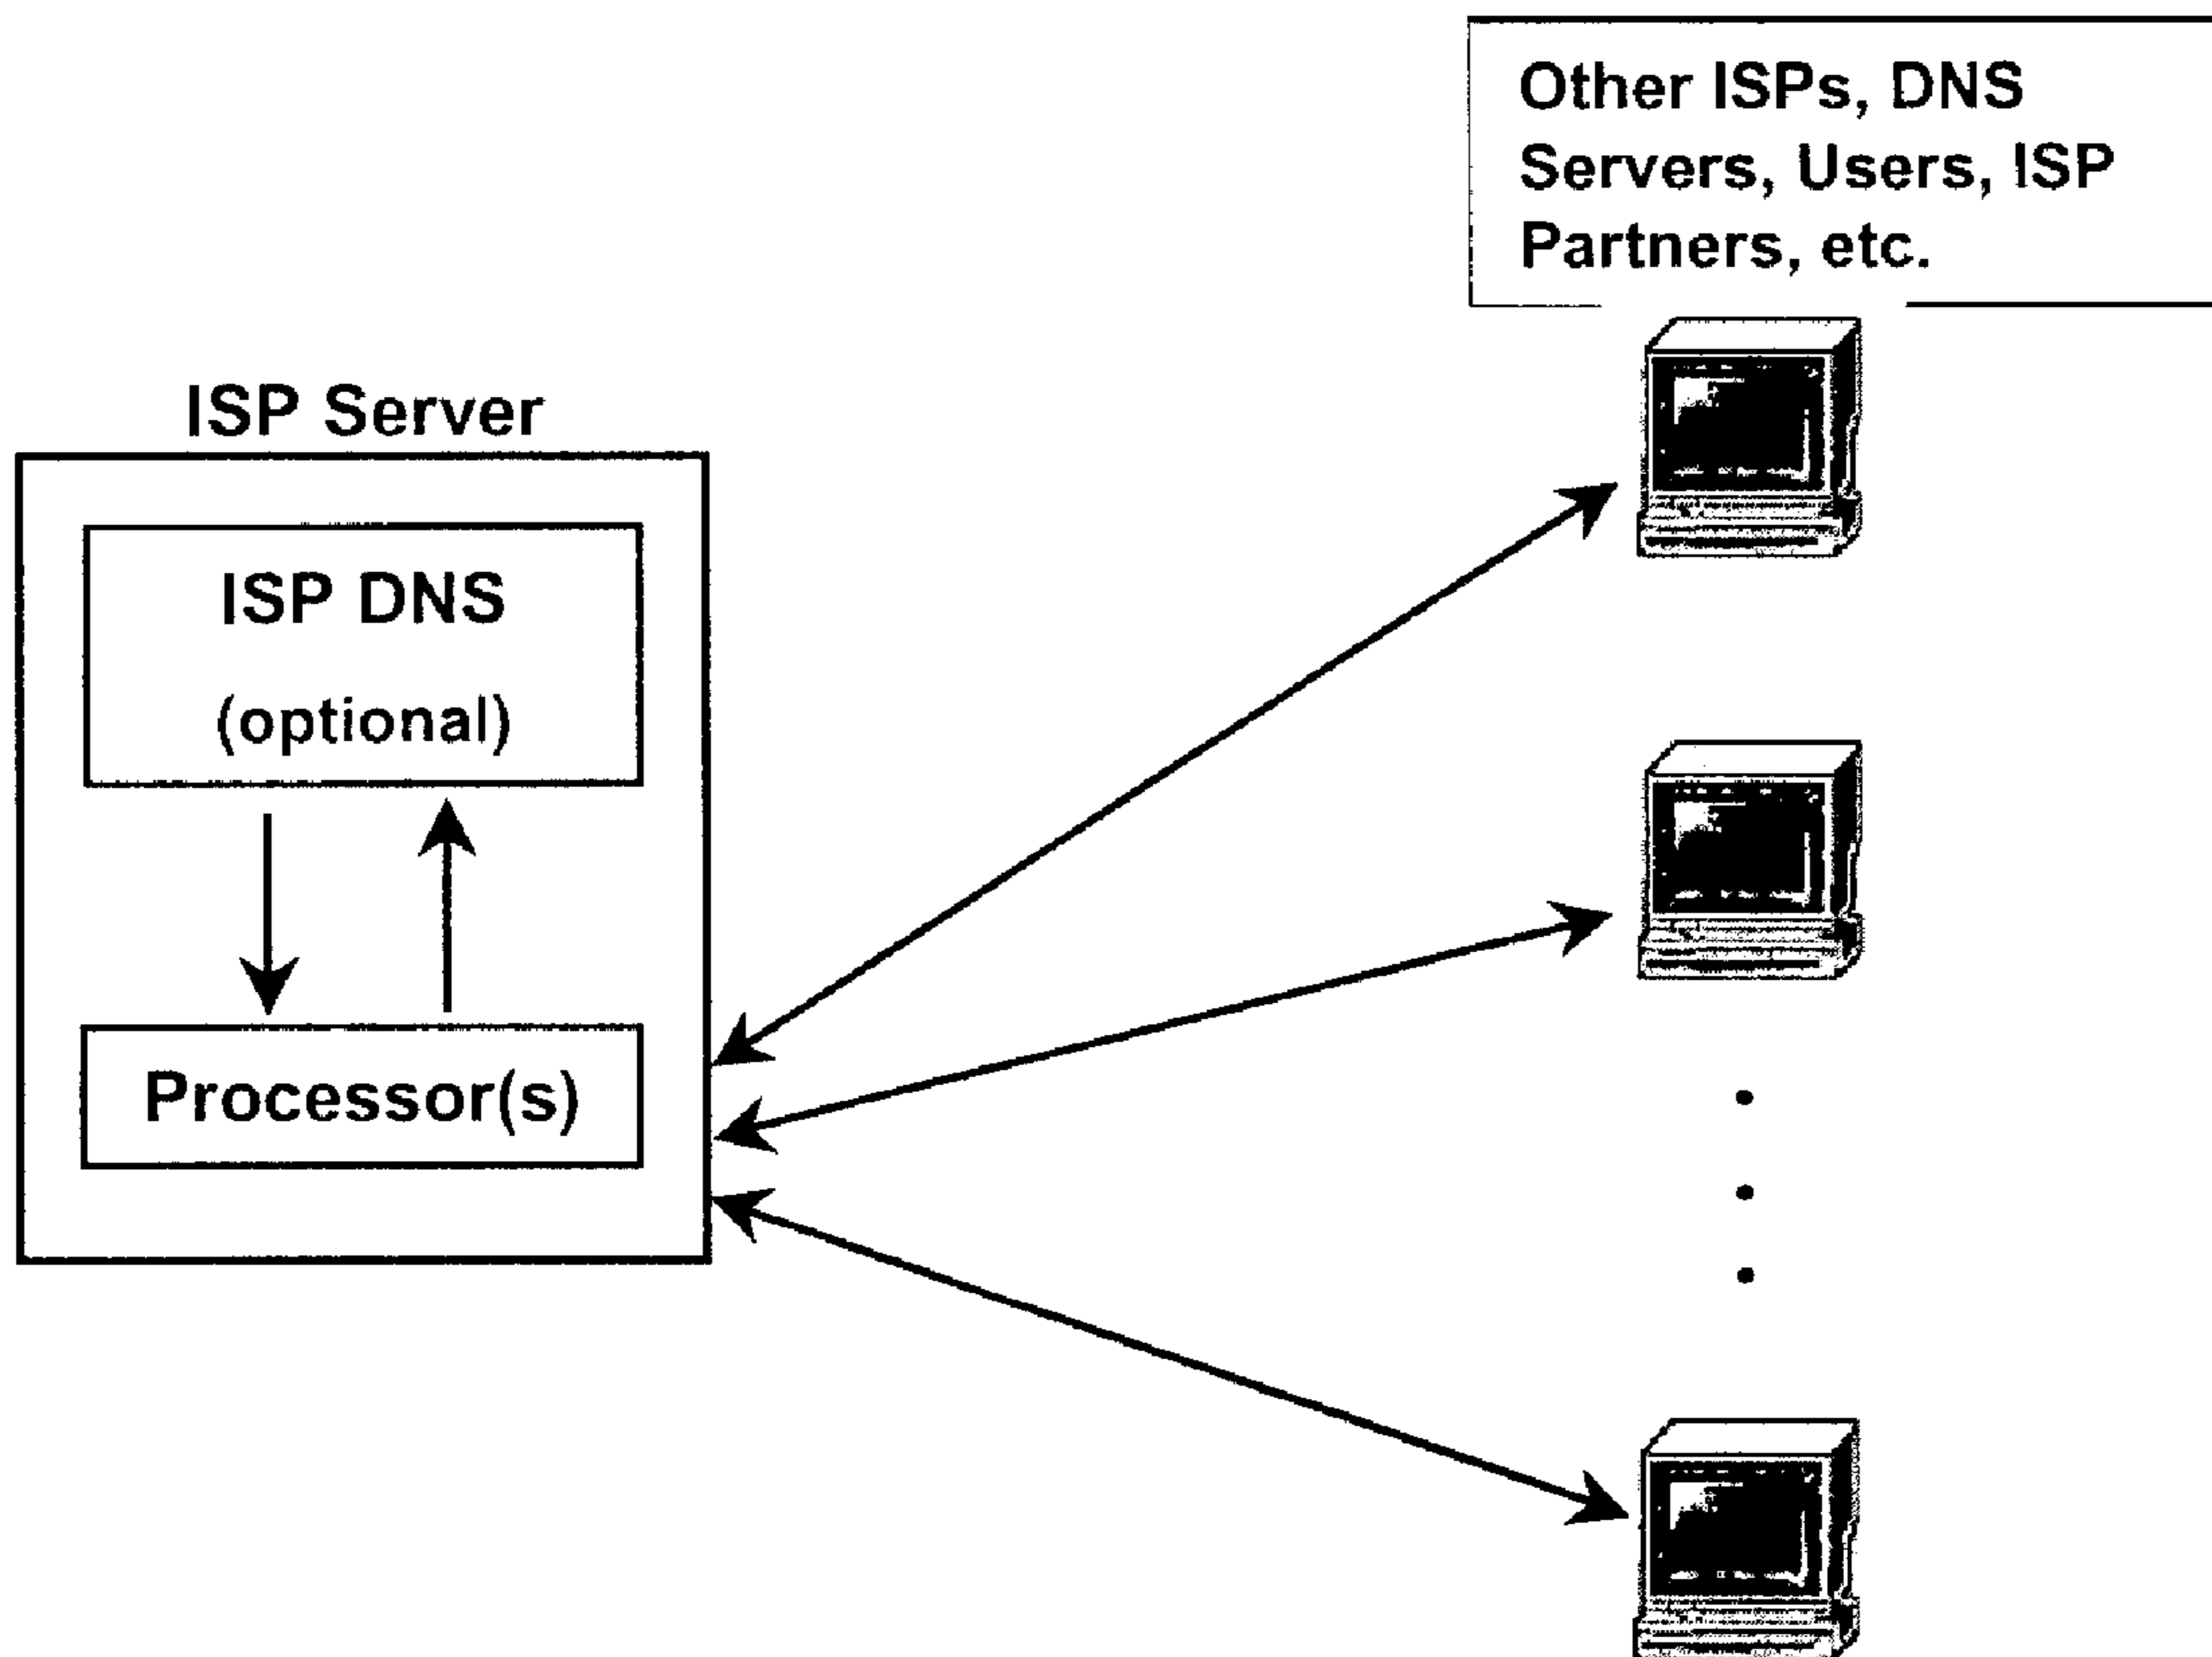 Other ISPs, DNS
Servers, Users, ISP
Partners, etc.
ISP Server
ISP DNS
(optional)
Processor(s)